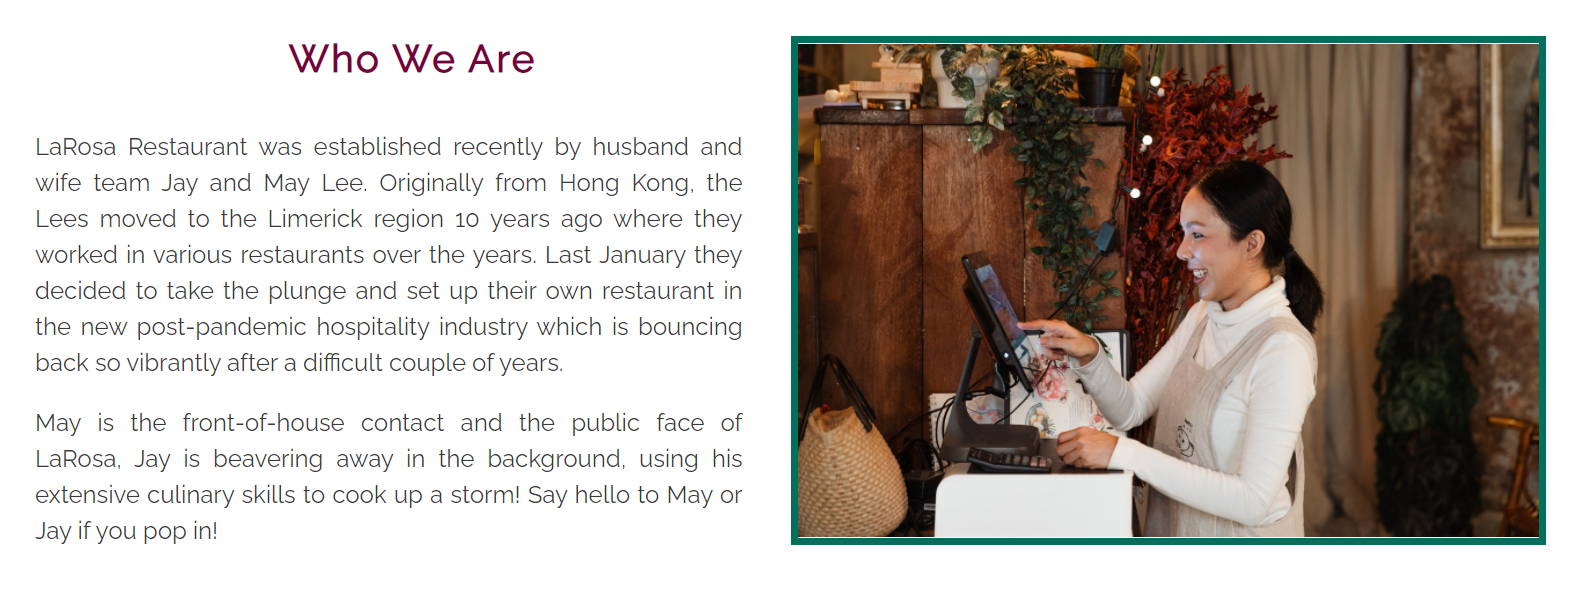 Who We Are
LaRosa Restaurant was established recently by husband and
wife team Jay and May Lee. Originally from Hong Kong, the
Lees moved to the Limerick region 10 years ago where they
worked in various restaurants over the years. Last January they
decided to take the plunge and set up their own restaurant in
the new post-pandemic hospitality industry which is bouncing
back so vibrantly after a difficult couple of years.
May is the front-of-house contact and the public face of
LaRosa, Jay is beavering away in the background, using his
extensive culinary skills to cook up a storm! Say hello to May or
Jay if you pop in!